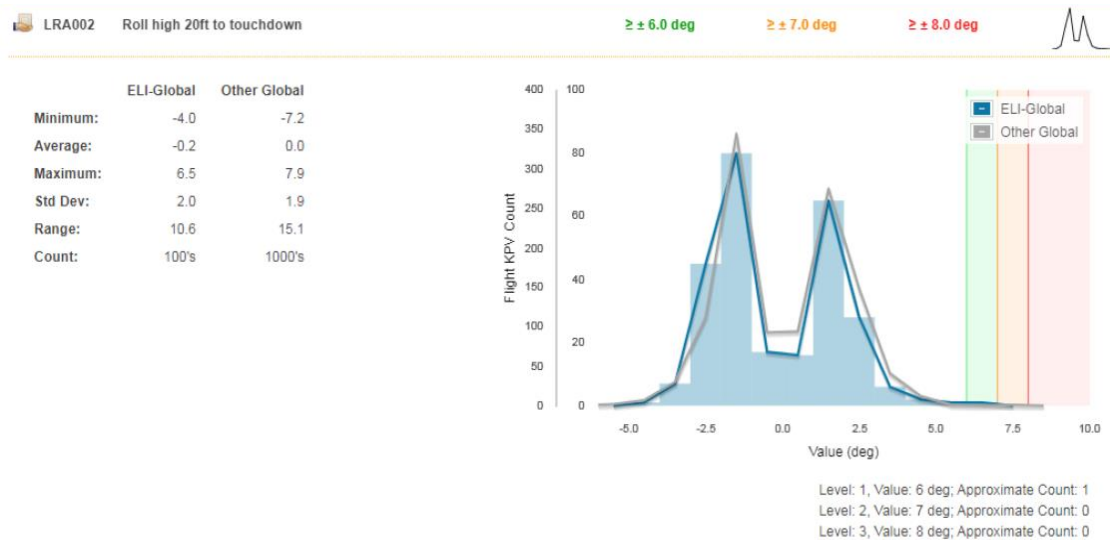 LRA002 Roll high 20ft to touchdown ≥ ± 6.0 deg ≥ ± 7.0 deg ≥ ± 8.0 deg
ELI-Global Other Global
Minimum: -4.0 -7.2
Average: -0.2 0.0
Maximum: 6.5 7.9
Std Dev: 2.0 1.9
Range: 10.6 15.1
Count: 100's 1000's
Flight KPV Count
400 100
350
300 80
250
60
200
150 40
100
20
50
0 0
ELI-Global
Other Global
-5.0 -2.5 0.0 2.5 5.0 7.5 10.0
Value (deg)
Level: 1, Value: 6 deg; Approximate Count: 1
Level: 2, Value: 7 deg; Approximate Count: 0
Level: 3, Value: 8 deg; Approximate Count: 0